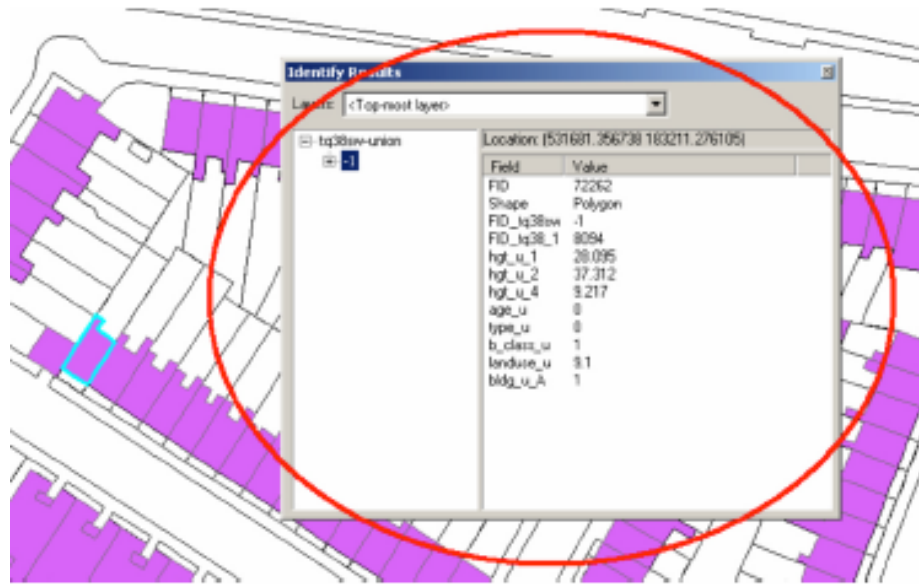 Identify Results
Layers: <Top-most layer>
tq38sw-union
-1
Location: (531681.356738 183211.276105)
Field Value
FID 72262
Shape Polygon
FID_tq38sw -1
FID_tq38_1 8094
hgt_u_1 28.095
hgt_u_2 37.312
hgt_u_4 9.217
age_u 0
type_u 0
b_class_u 1
landuse_u 9.1
bldg_u_A 1